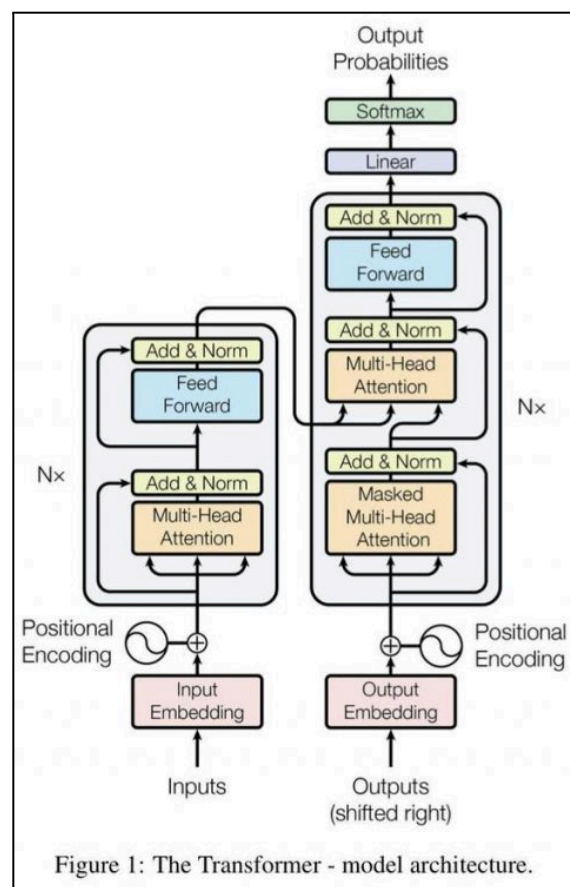 Output
Probabilities
Softmax
Linear
Add & Norm
Feed
Forward
Add & Norm
Multi-Head
Attention
Add & Norm
Masked
Multi-Head
Attention
N×
Add & Norm
Feed
Forward
Add & Norm
Multi-Head
Attention
N×
Positional
Encoding
Positional
Encoding
Input
Embedding
Output
Embedding
Inputs
Outputs
(shifted right)
Figure 1: The Transformer - model architecture.